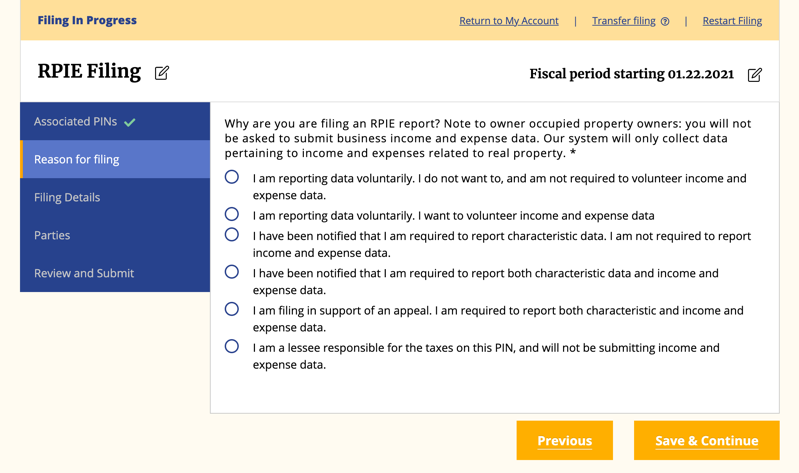 Filing In Progress
Return to My Account | Transfer filing | Restart Filing
RPIE Filing
Fiscal period starting 01.22.2021
Associated PINs
Reason for filing
Filing Details
Parties
Review and Submit
Why are you are filing an RPIE report? Note to owner occupied property owners: you will not
be asked to submit business income and expense data. Our system will only collect data
pertaining to income and expenses related to real property. *
I am reporting data voluntarily. I do not want to, and am not required to volunteer income and
expense data.
I am reporting data voluntarily. I want to volunteer income and expense data
I have been notified that I am required to report characteristic data. I am not required to report
income and expense data.
I have been notified that I am required to report both characteristic data and income and
expense data.
I am filing in support of an appeal. I am required to report both characteristic and income and
expense data.
I am a lessee responsible for the taxes on this PIN, and will not be submitting income and
expense data.
Previous
Save & Continue